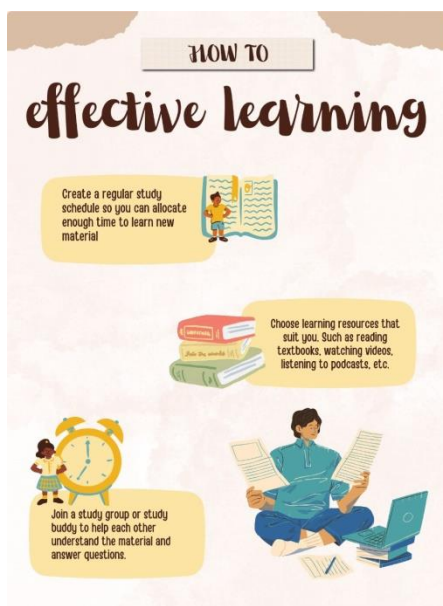 HOW TO
effective learning
Create a regular study
schedule so you can allocate
enough time to learn new
material
Choose learning resources that
suit you. Such as reading
textbooks, watching videos,
listening to podcasts, etc.
Join a study group or study
buddy to help each other
understand the material and
answer questions.